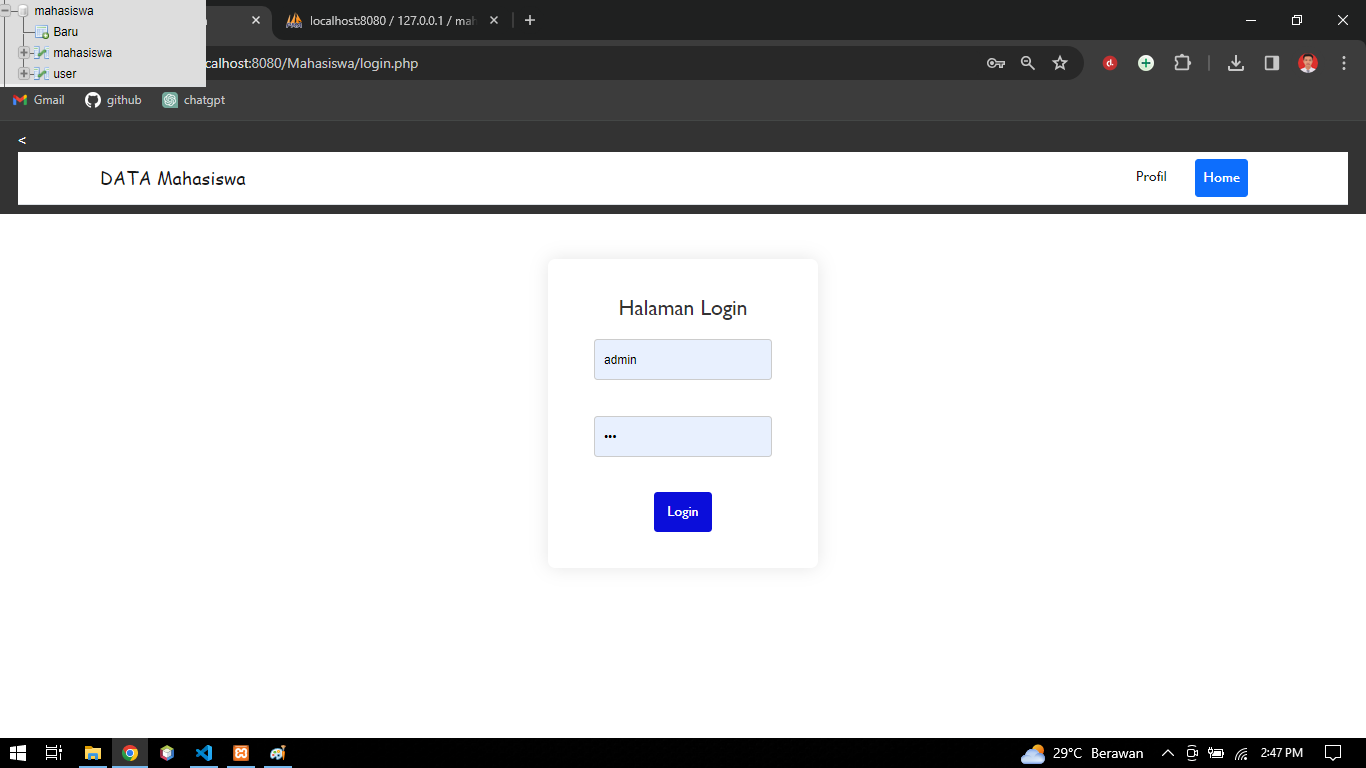 mahasiswa
Baru
mahasiswa
user
localhost:8080 / 127.0.0.1 / mah
calhost:8080/Mahasiswa/login.php
Gmail
github
chatgpt
<
DATA Mahasiswa
Profil
Home
Halaman Login
admin
•••
Login
29°C Berawan
2:47 PM